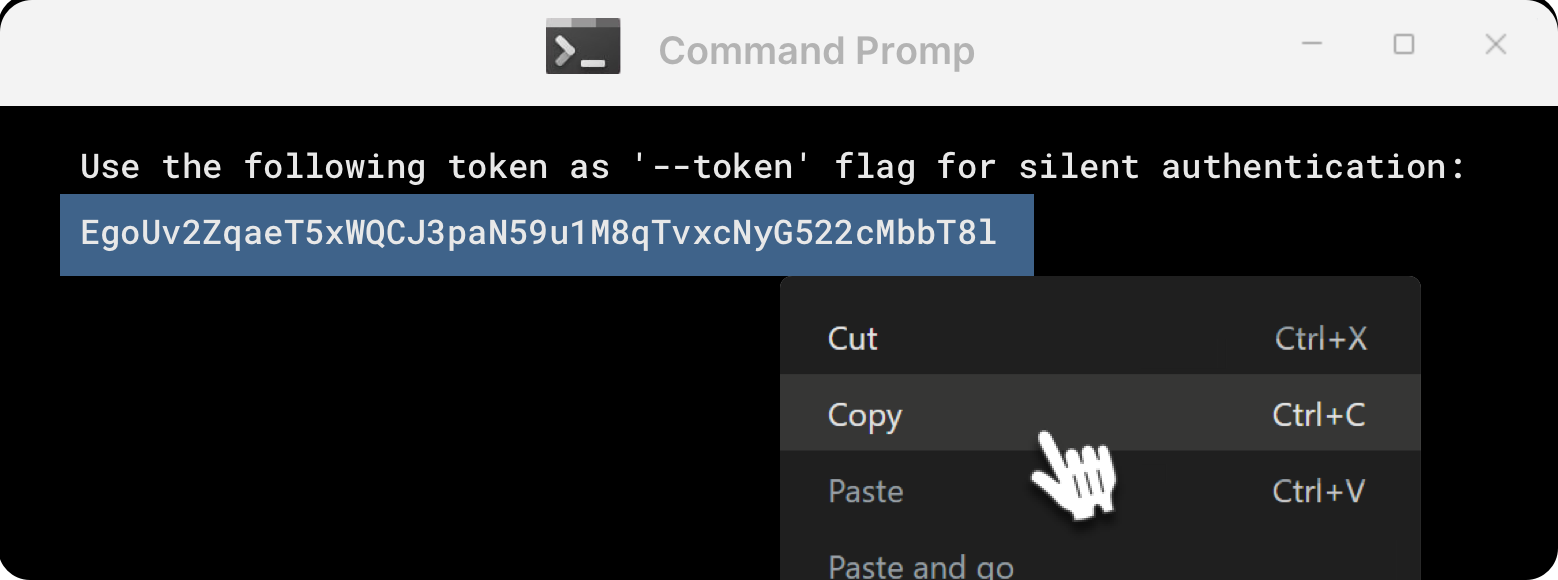 Command Promp
Use the following token as '--token' flag for silent authentication:
EgoUv2ZqaeT5xWQCJ3paN59u1M8qTvxcNyG522cMbbT8l
Cut Ctrl+X
Copy Ctrl+C
Paste Ctrl+V
Paste and go